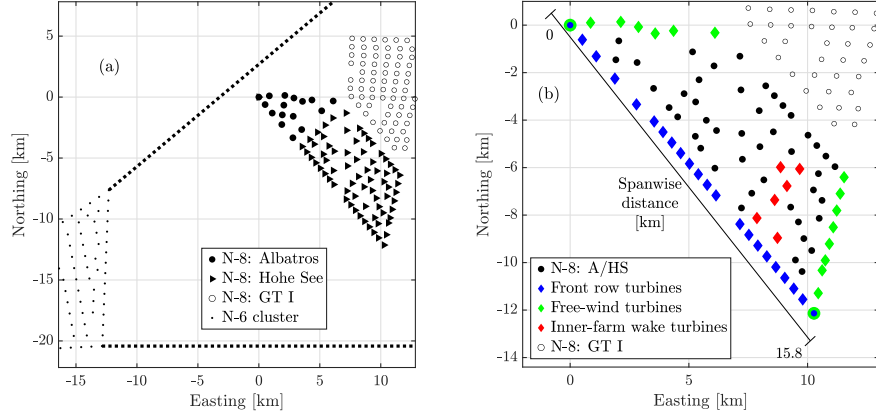 (a)
5
0
-5
-10
-15
-20
Northing [km]
N-8: Albatros
N-8: Hohe See
N-8: GT I
N-6 cluster
-15
-10
-5
0
5
10
Easting [km]
(b)
0
0
-2
-4
-6
-8
-10
-12
-14
Northing [km]
Spanwise
distance
[km]
15.8
N-8: A/HS
Front row turbines
Free-wind turbines
Inner-farm wake turbines
N-8: GT I
0
5
10
Easting [km]